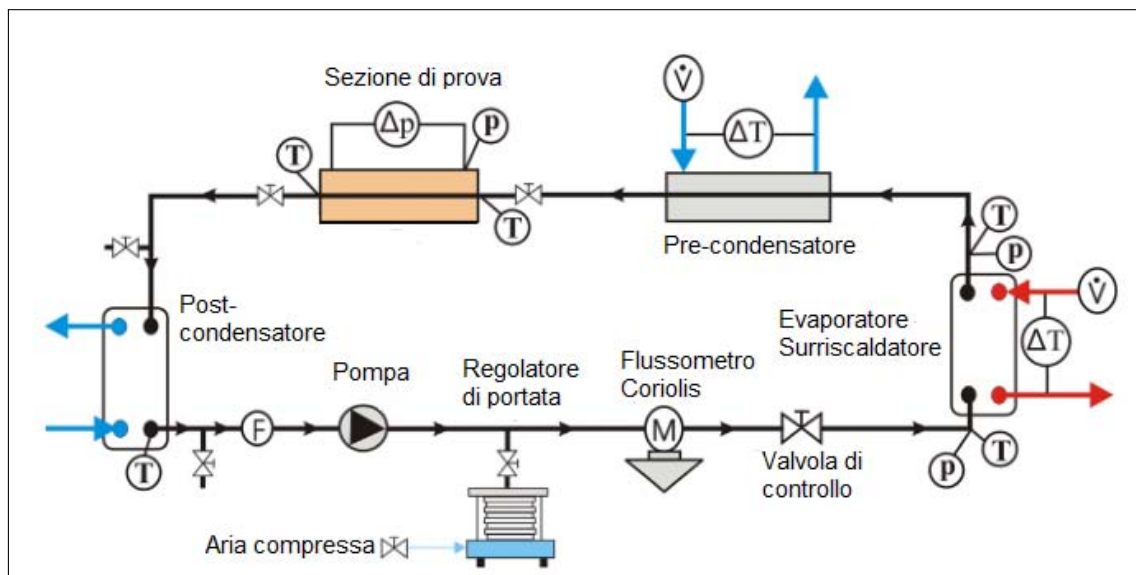 Sezione di prova
V̇
Δp
p
ΔT
T
T
T
p
Pre-condensatore
Post-
condensatore
Evaporatore
Surriscaldatore
V̇
ΔT
Pompa
Regolatore
di portata
Flussometro
Coriolis
F
M
T
p
T
Valvola di
controllo
Aria compressa